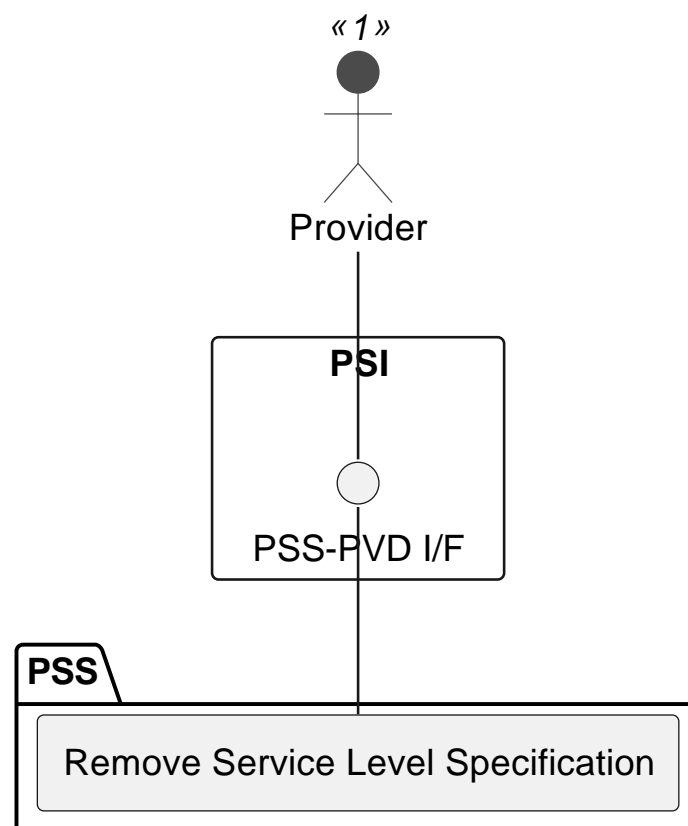 «1»
Provider
PSI
PSS-PVD I/F
PSS
Remove Service Level Specification